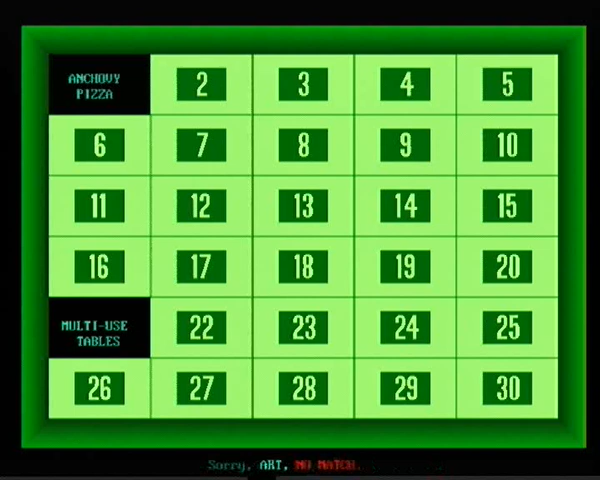 ANCHOVY
PIZZA
2 3 4 5
6 7 8 9 10
11 12 13 14 15
16 17 18 19 20
MULTI-USE
TABLES
22 23 24 25
26 27 28 29 30
Sorry, ART, NO MATCH.